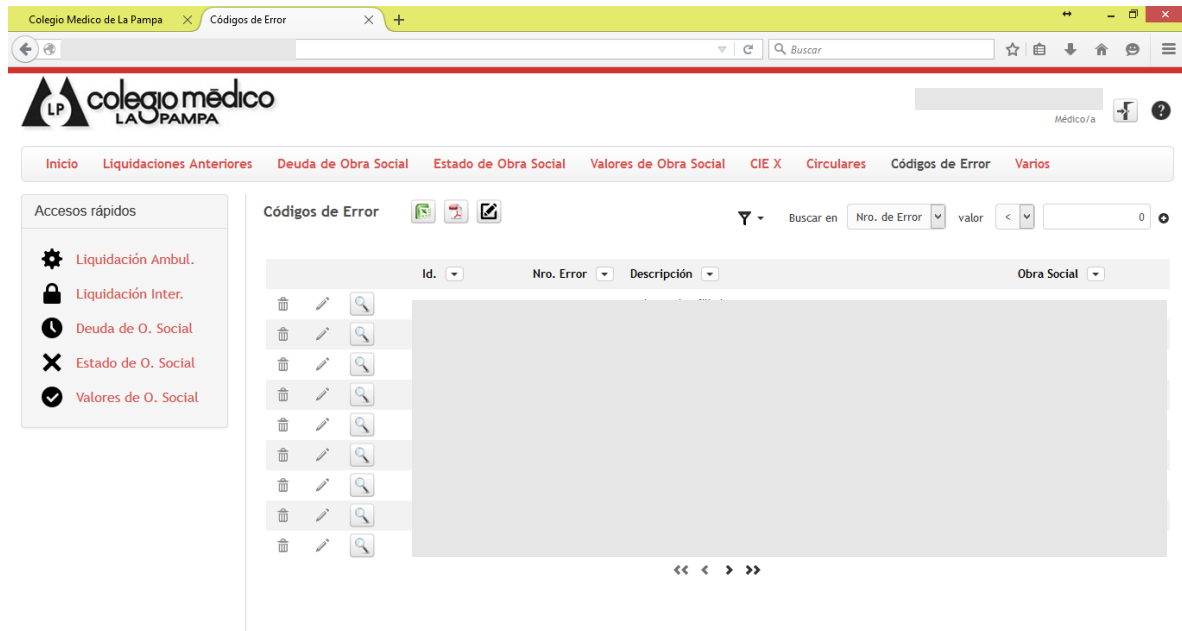 Colegio Medico de La Pampa
Códigos de Error
Buscar
LP colegio médico
LA PAMPA
Médico/a
Inicio Liquidaciones Anteriores Deuda de Obra Social Estado de Obra Social Valores de Obra Social CIE X Circulares Códigos de Error Varios
Accesos rápidos
Liquidación Ambul.
Liquidación Inter.
Deuda de O. Social
Estado de O. Social
Valores de O. Social
Códigos de Error
Buscar en Nro. de Error valor < 0
Id. Nro. Error Descripción Obra Social